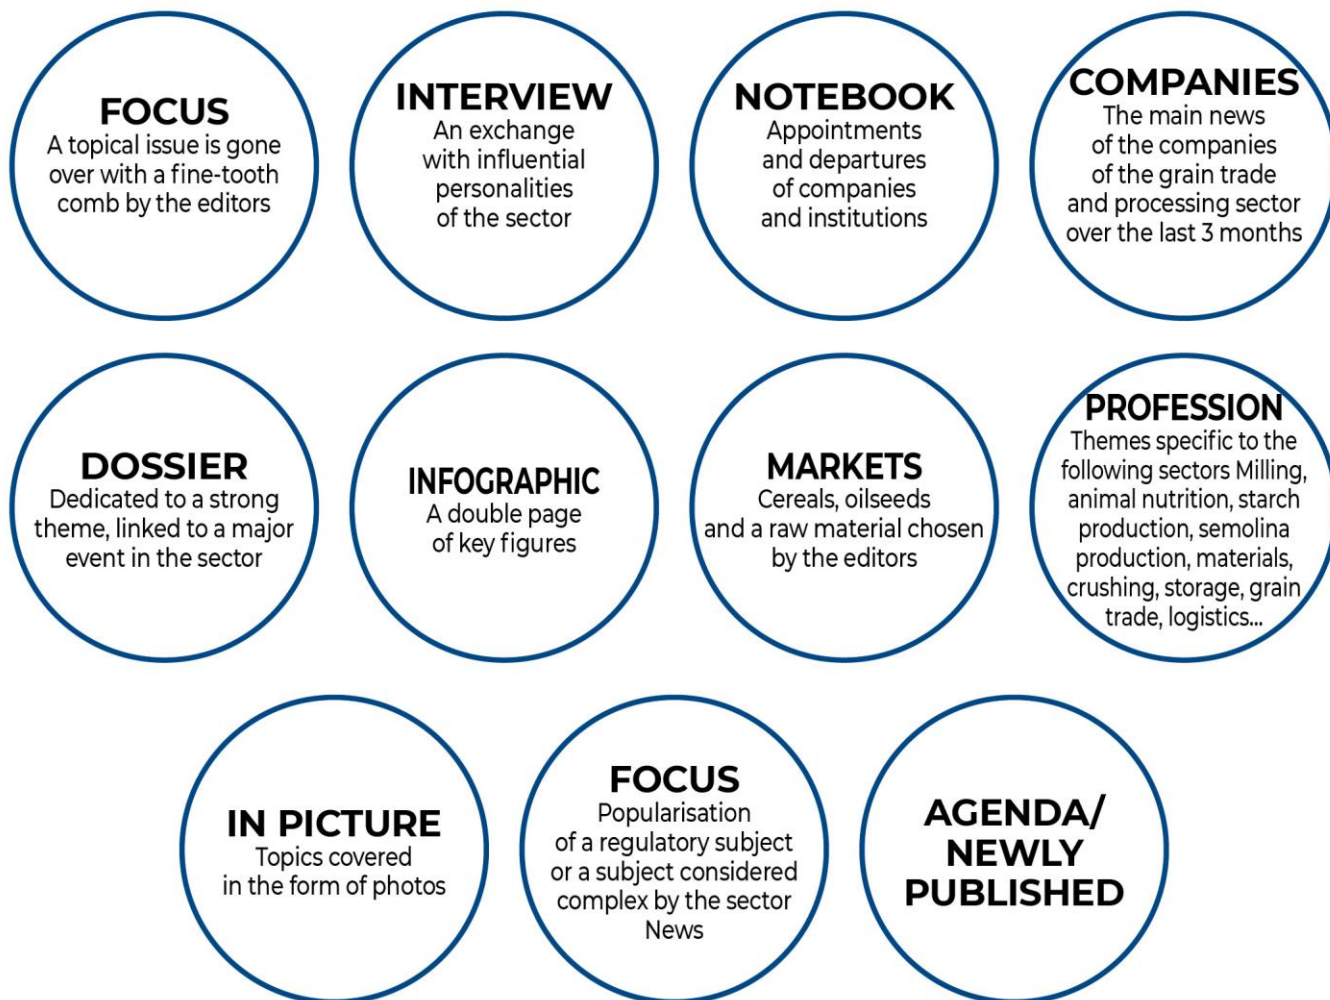 FOCUS
A topical issue is gone
over with a fine-tooth
comb by the editors
INTERVIEW
An exchange
with influential
personalities
of the sector
NOTEBOOK
Appointments
and departures
of companies
and institutions
COMPANIES
The main news
of the companies
of the grain trade
and processing sector
over the last 3 months
DOSSIER
Dedicated to a strong
theme, linked to a major
event in the sector
INFOGRAPHIC
A double page
of key figures
MARKETS
Cereals, oilseeds
and a raw material chosen
by the editors
PROFESSION
Themes specific to the
following sectors Milling,
animal nutrition, starch
production, semolina
production, materials,
crushing, storage, grain
trade, logistics...
IN PICTURE
Topics covered
in the form of photos
FOCUS
Popularisation
of a regulatory subject
or a subject considered
complex by the sector
News
AGENDA/
NEWLY
PUBLISHED